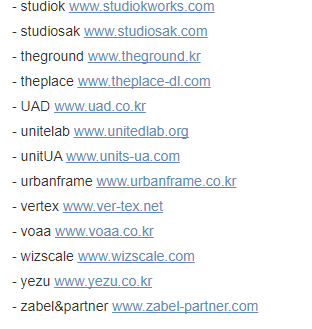 - studiok www.studiokworks.com
- studiosak www.studiosak.com
- theground www.theground.kr
- theplace www.theplace-dl.com
- UAD www.uad.co.kr
- unitelab www.unitedlab.org
- unitUA www.units-ua.com
- urbanframe www.urbanframe.co.kr
- vertex www.ver-tex.net
- voaa www.voaa.co.kr
- wizscale www.wizscale.com
- yezu www.yezu.co.kr
- zabel&partner www.zabel-partner.com